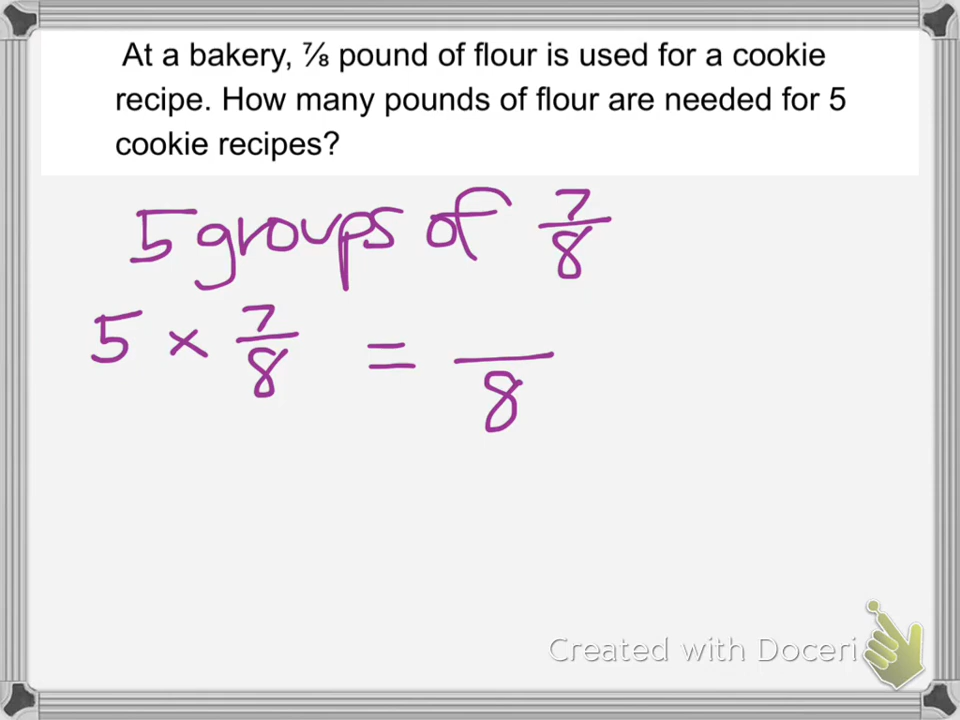 At a bakery, ⅞ pound of flour is used for a cookie
recipe. How many pounds of flour are needed for 5
cookie recipes?
5 groups of 7/8
5 × 7/8 = /8
Created with Doceri